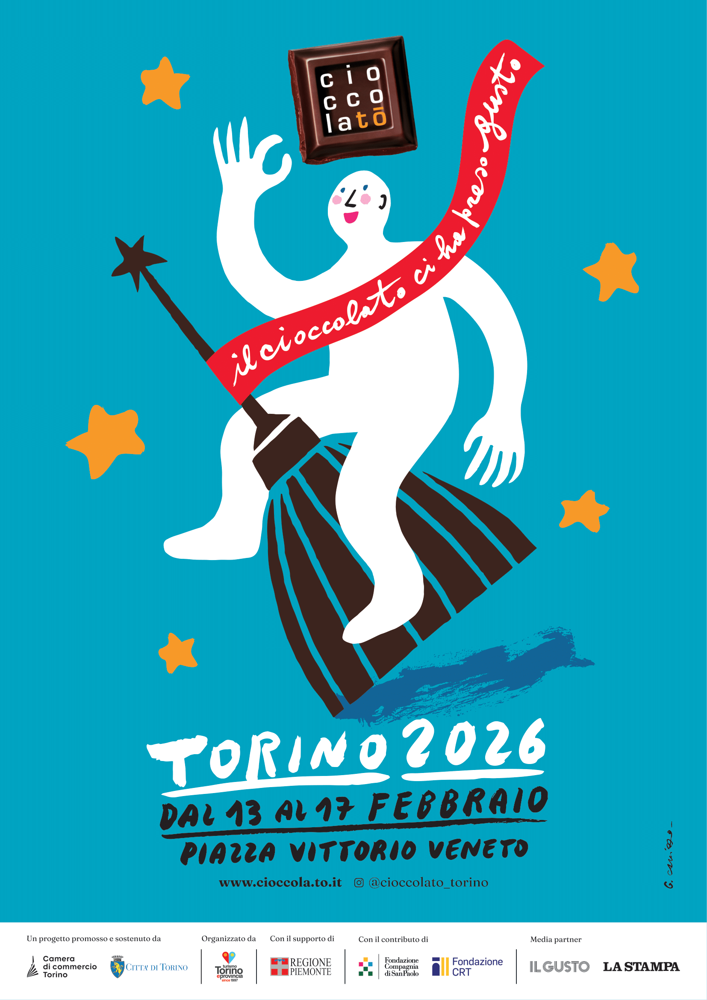 cio
cco
latō
il cioccolato ci ha preso gusto
TORINO 2026
DAL 13 AL 17 FEBBRAIO
PIAZZA VITTORIO VENETO
www.cioccola.to.it @cioccolato_torino
Un progetto promosso e sostenuto da
Camera
di commercio
Torino
CITTA' DI TORINO
Organizzato da
turismo
Torino
eprovincia
since 1997
Con il supporto di
REGIONE
PIEMONTE
Con il contributo di
Fondazione
Compagnia
di San Paolo
Fondazione
CRT
Media partner
IL GUSTO
LA STAMPA